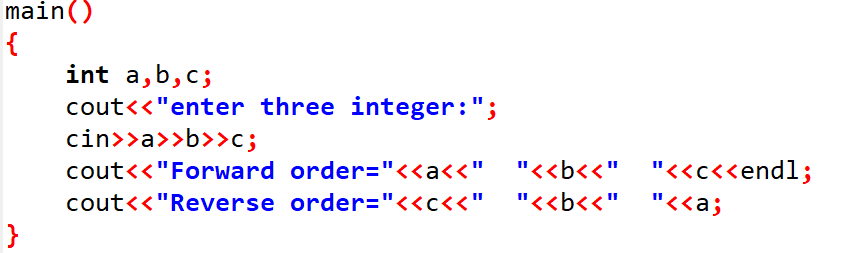 main()
{
    int a,b,c;
    cout<<"enter three integer:";
    cin>>a>>b>>c;
    cout<<"Forward order="<<a<<"  "<<b<<"  "<<c<<endl;
    cout<<"Reverse order="<<c<<"  "<<b<<"  "<<a;
}